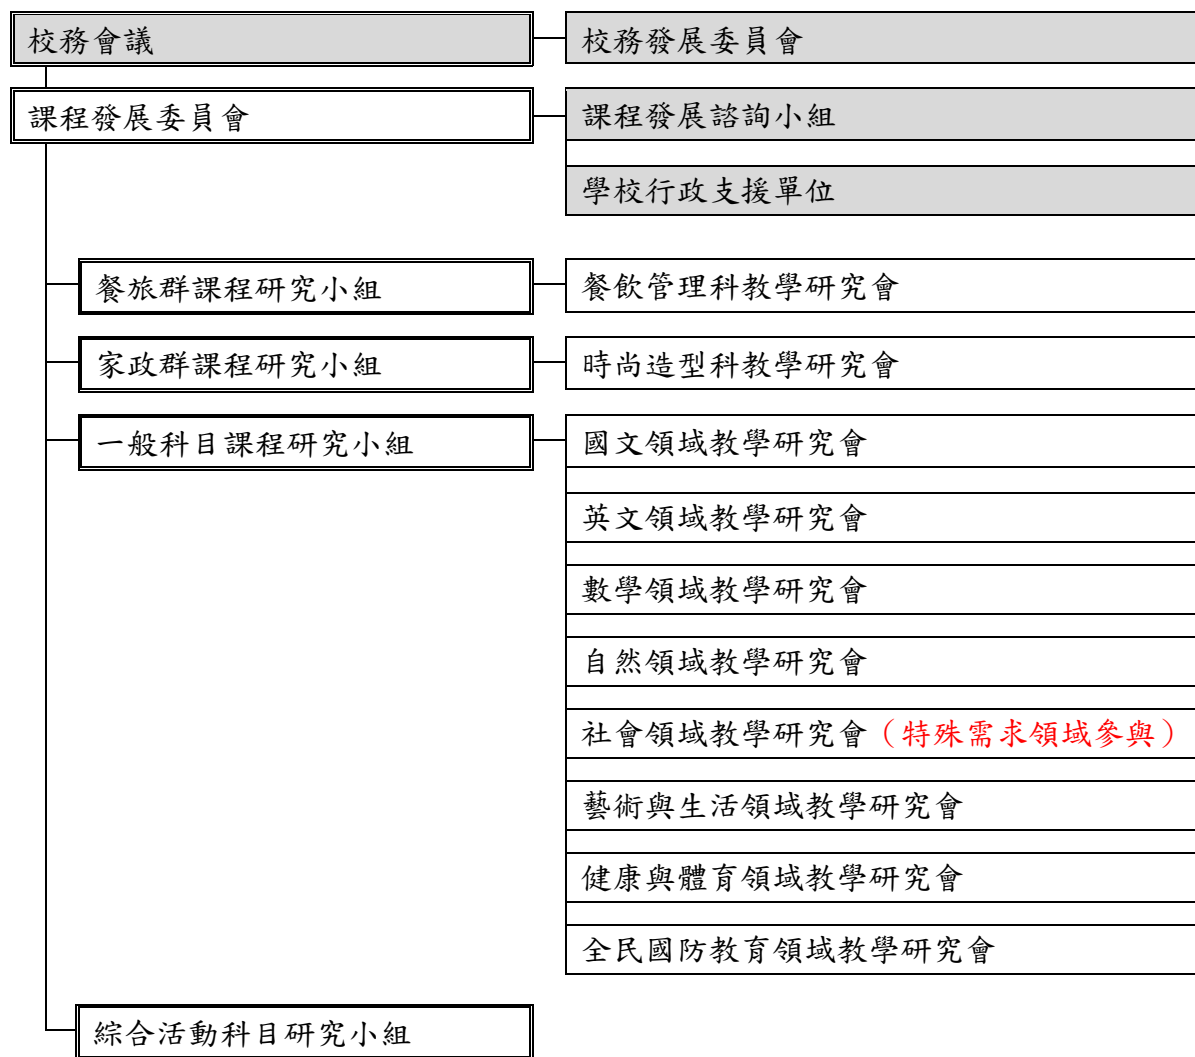 校務會議
校務發展委員會
課程發展委員會
課程發展諮詢小組
學校行政支援單位
餐旅群課程研究小組
餐飲管理科教學研究會
家政群課程研究小組
時尚造型科教學研究會
一般科目課程研究小組
國文領域教學研究會
英文領域教學研究會
數學領域教學研究會
自然領域教學研究會
社會領域教學研究會（特殊需求領域參與）
藝術與生活領域教學研究會
健康與體育領域教學研究會
全民國防教育領域教學研究會
綜合活動科目研究小組